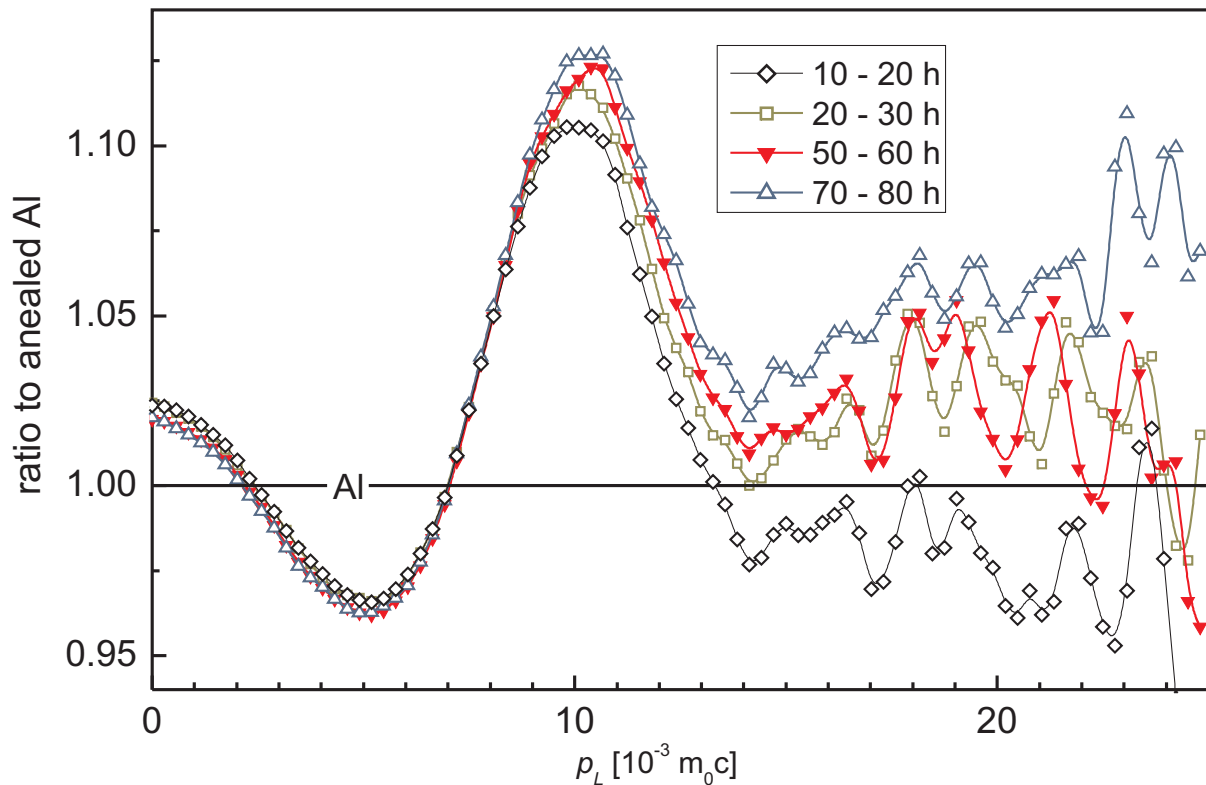 ratio to anealed Al
1.10
1.05
1.00
0.95
10 - 20 h
20 - 30 h
50 - 60 h
70 - 80 h
Al
0
10
20
p_L [10⁻³ m₀c]